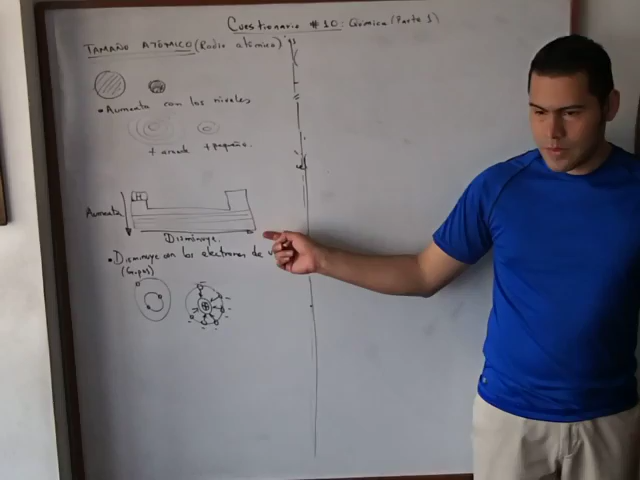 Cuestionario #10: Química (Parte 1)
TAMAÑO ATÓMICO (Radio atómico)
• Aumenta con los niveles
+ grande + pequeño.
H
Aumenta
Disminuye.
• Disminuye con los electrones de
(Grupos)